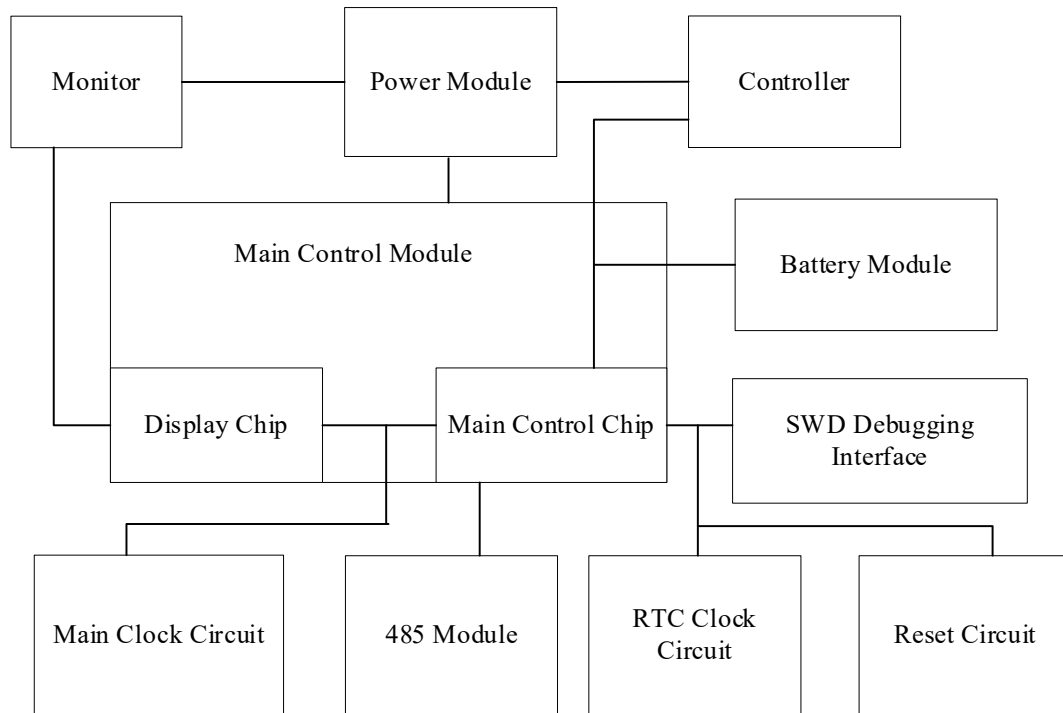 Monitor
Power Module
Controller
Main Control Module
Battery Module
Display Chip
Main Control Chip
SWD Debugging
Interface
Main Clock Circuit
485 Module
RTC Clock
Circuit
Reset Circuit